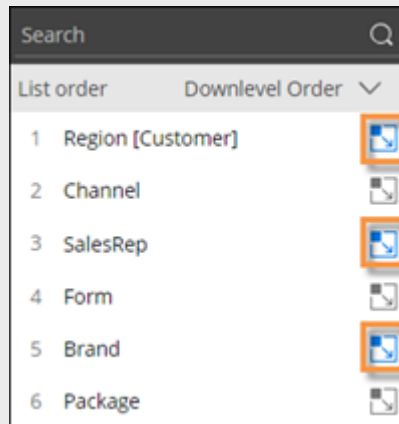 Search
List order Downlevel Order
1 Region [Customer]
2 Channel
3 SalesRep
4 Form
5 Brand
6 Package